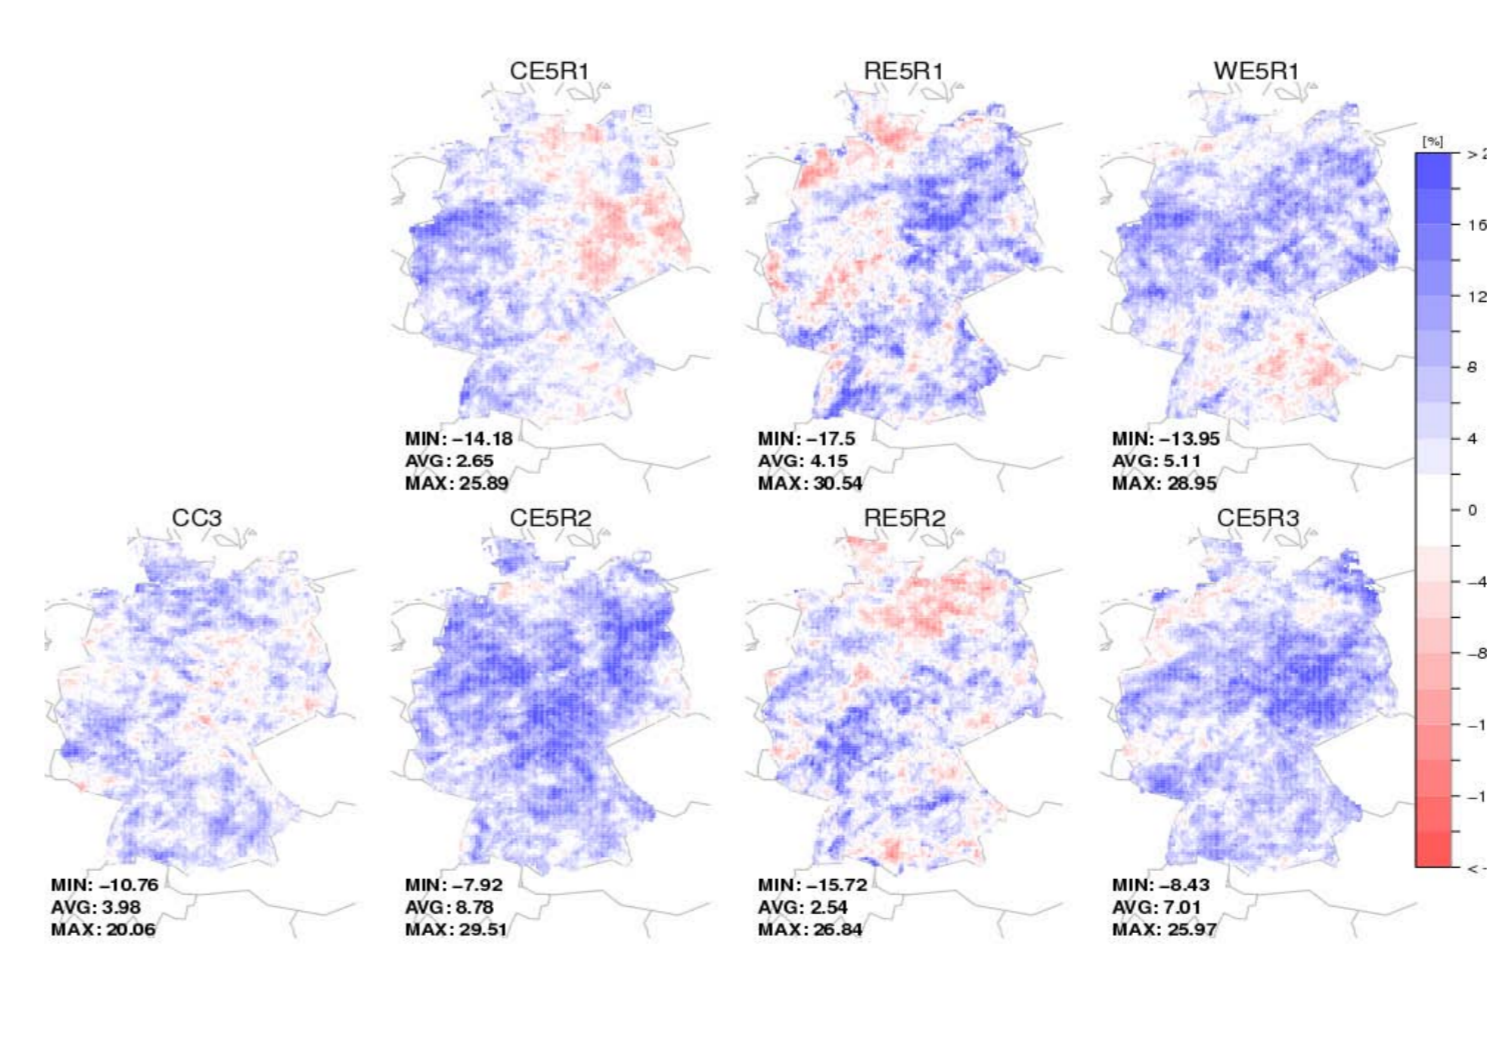 CE5R1
RE5R1
WE5R1
[%]
16
12
8
4
0
−4
−8
MIN: −14.18
AVG: 2.65
MAX: 25.89
MIN: −17.5
AVG: 4.15
MAX: 30.54
MIN: −13.95
AVG: 5.11
MAX: 28.95
CC3
CE5R2
RE5R2
CE5R3
MIN: −10.76
AVG: 3.98
MAX: 20.06
MIN: −7.92
AVG: 8.78
MAX: 29.51
MIN: −15.72
AVG: 2.54
MAX: 26.84
MIN: −8.43
AVG: 7.01
MAX: 25.97